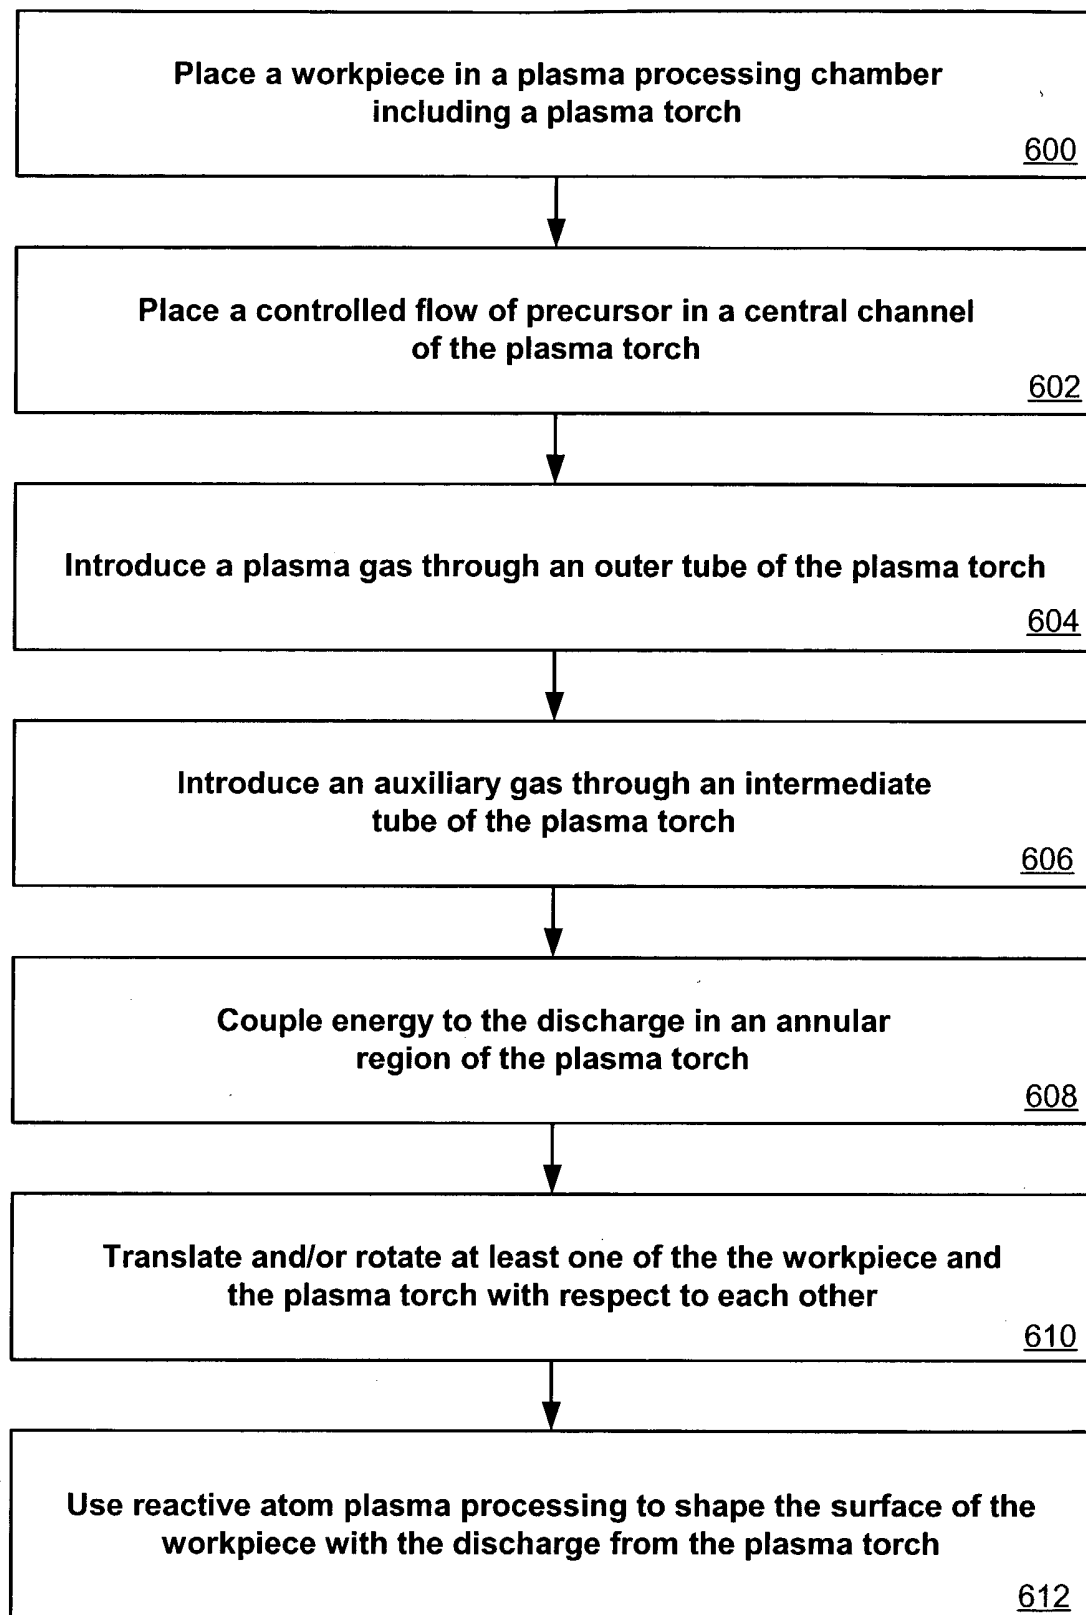 Place a workpiece in a plasma processing chamber
including a plasma torch
600
Place a controlled flow of precursor in a central channel
of the plasma torch
602
Introduce a plasma gas through an outer tube of the plasma torch
604
Introduce an auxiliary gas through an intermediate
tube of the plasma torch
606
Couple energy to the discharge in an annular
region of the plasma torch
608
Translate and/or rotate at least one of the the workpiece and
the plasma torch with respect to each other
610
Use reactive atom plasma processing to shape the surface of the
workpiece with the discharge from the plasma torch
612